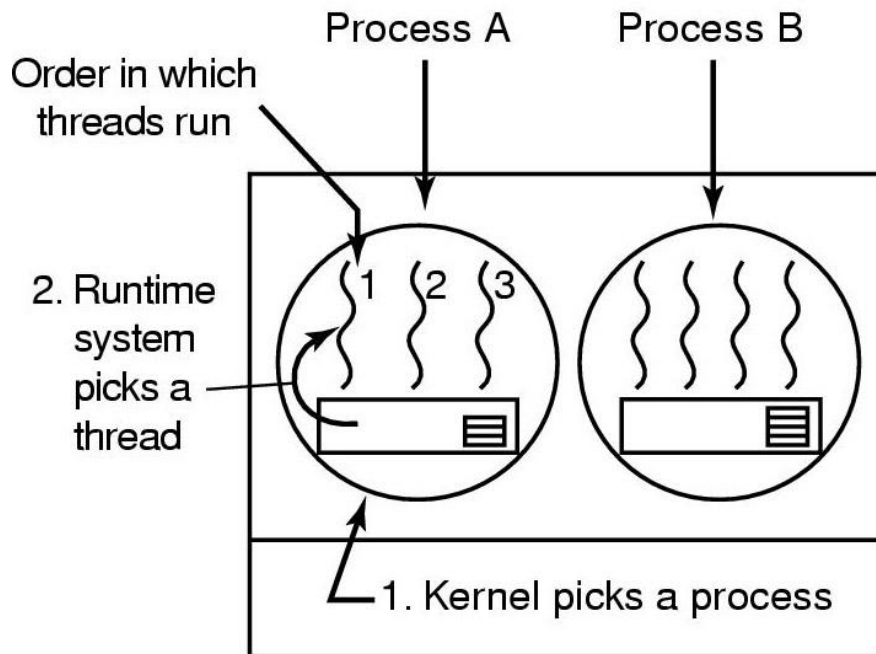 Process A
Process B
Order in which
threads run
1
2
3
2. Runtime
system
picks a
thread
1. Kernel picks a process